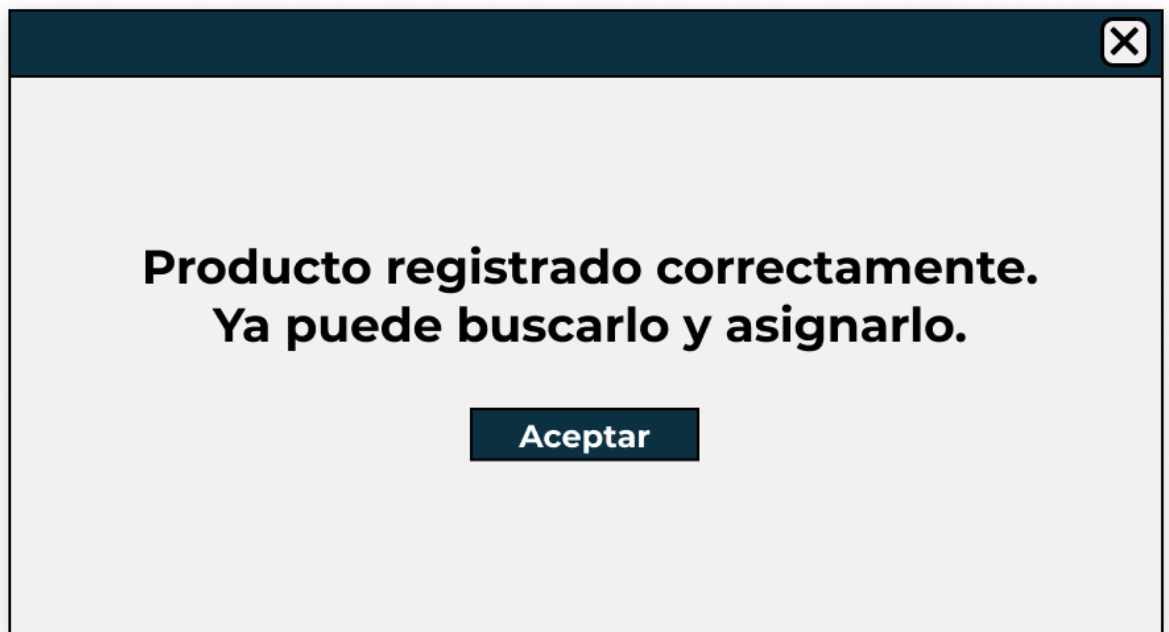 Producto registrado correctamente.
Ya puede buscarlo y asignarlo.
Aceptar